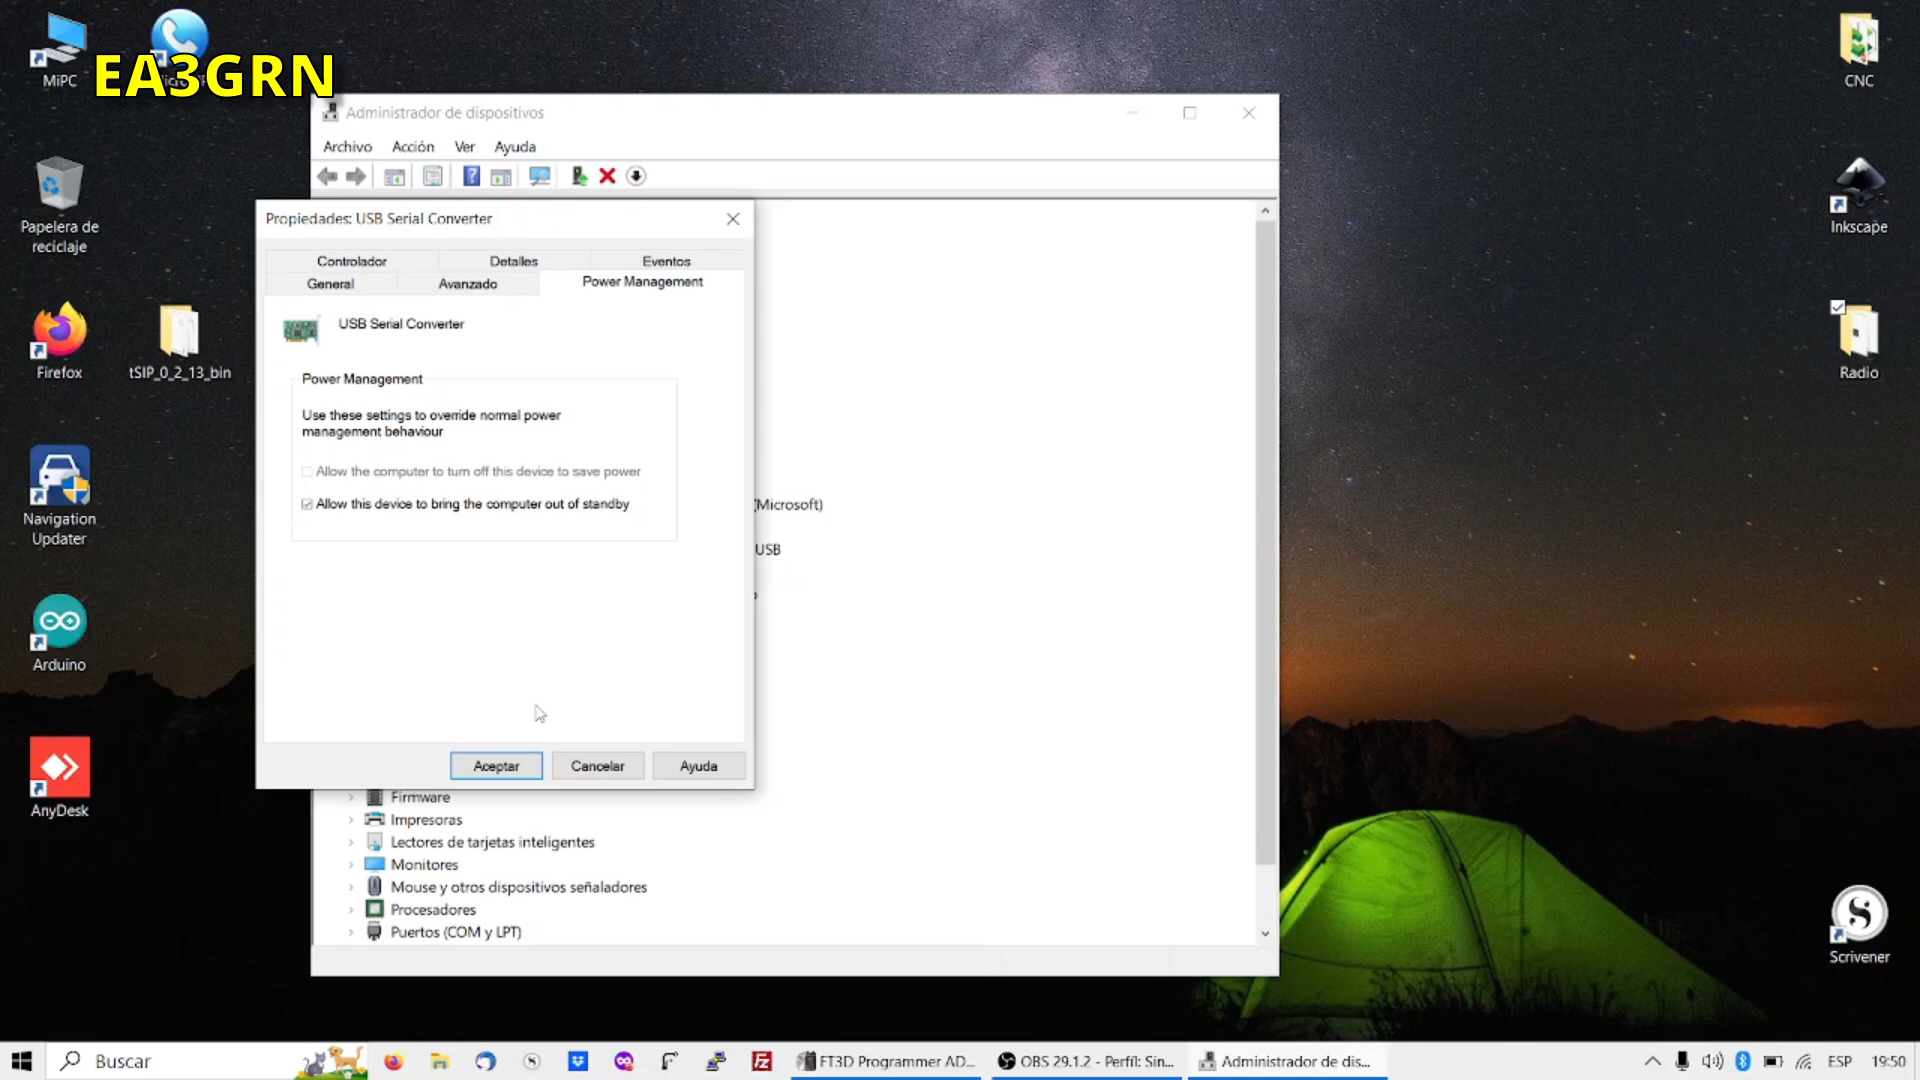 EA3GRN
MiPC
Papelera de
reciclaje
Firefox
tSIP_0_2_13_bin
Navigation
Updater
Arduino
AnyDesk
CNC
Inkscape
Radio
Scrivener
Administrador de dispositivos
Archivo Acción Ver Ayuda
Propiedades: USB Serial Converter
Controlador Detalles Eventos
General Avanzado Power Management
USB Serial Converter
Power Management
Use these settings to override normal power
management behaviour
Allow the computer to turn off this device to save power
Allow this device to bring the computer out of standby
Aceptar Cancelar Ayuda
(Microsoft)
USB
Firmware
Impresoras
Lectores de tarjetas inteligentes
Monitores
Mouse y otros dispositivos señaladores
Procesadores
Puertos (COM y LPT)
Buscar
FT3D Programmer AD...
OBS 29.1.2 - Perfil: Sin...
Administrador de dis...
ESP
19:50